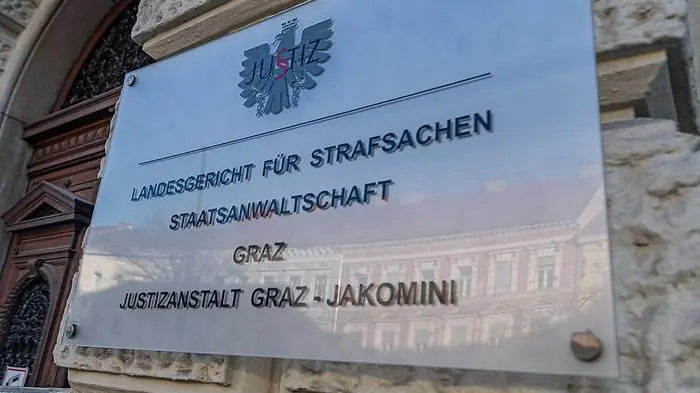 JUSTIZ
LANDESGERICHT FÜR STRAFSACHEN
STAATSANWALTSCHAFT
GRAZ
JUSTIZANSTALT GRAZ - JAKOMINI